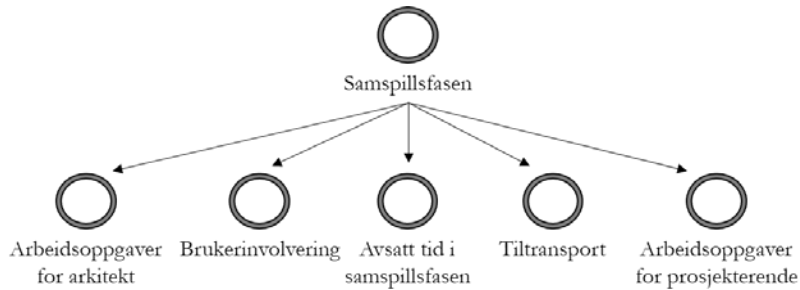 Samspillsfasen
Arbeidsoppgaver
for arkitekt
Brukerinvolvering
Avsatt tid i
samspillsfasen
Tiltransport
Arbeidsoppgaver
for prosjekterende